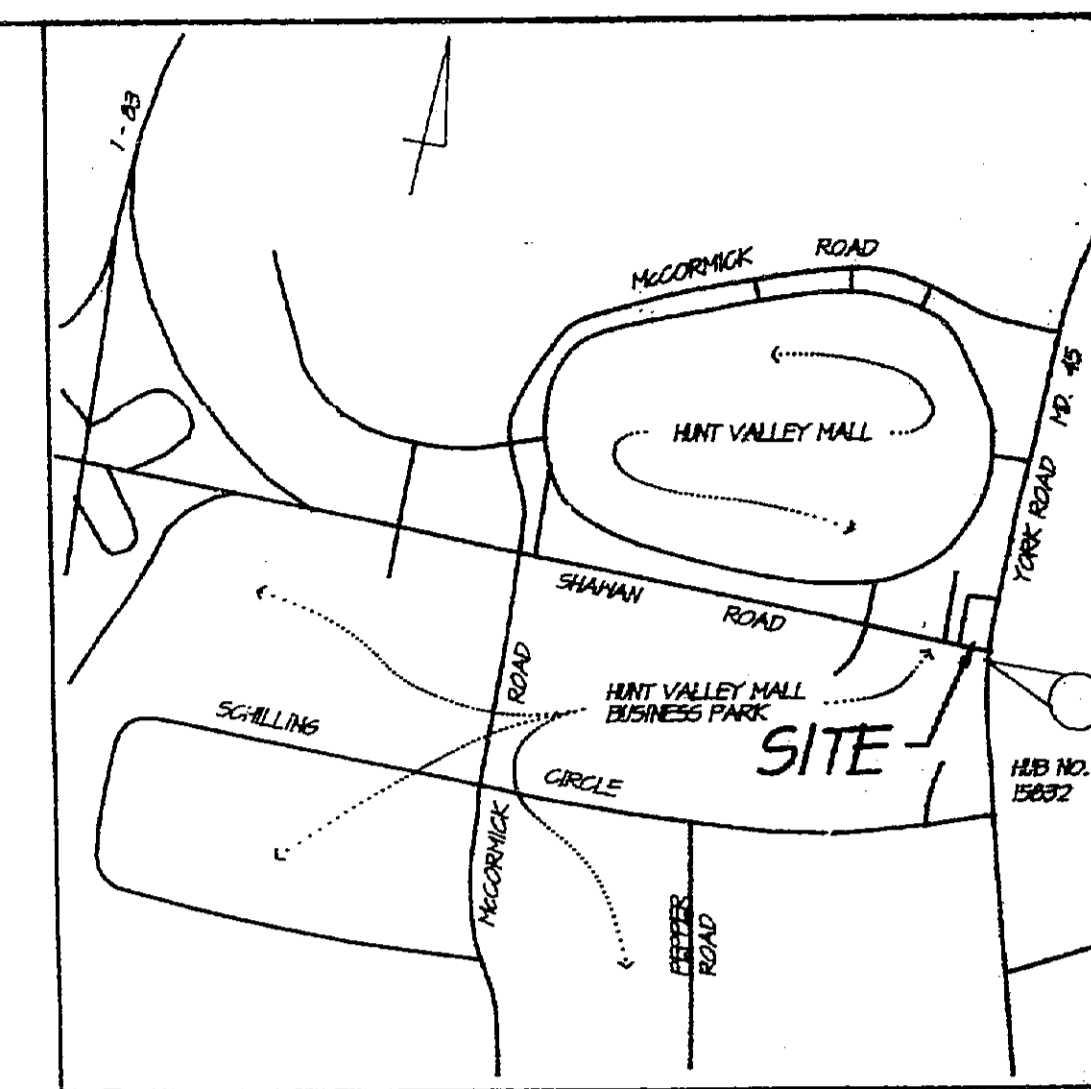 I-83
McCORMICK ROAD
HUNT VALLEY MALL
YORK ROAD MD. 45
SHAWAN ROAD
McCORMICK ROAD
HUNT VALLEY MALL
BUSINESS PARK
SCHILLING CIRCLE
SITE
HUB NO.
15832
PEPPER
ROAD